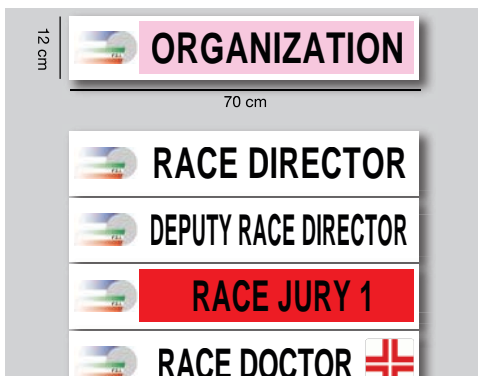 12 cm
ORGANIZATION
70 cm
RACE DIRECTOR
DEPUTY RACE DIRECTOR
RACE JURY 1
RACE DOCTOR